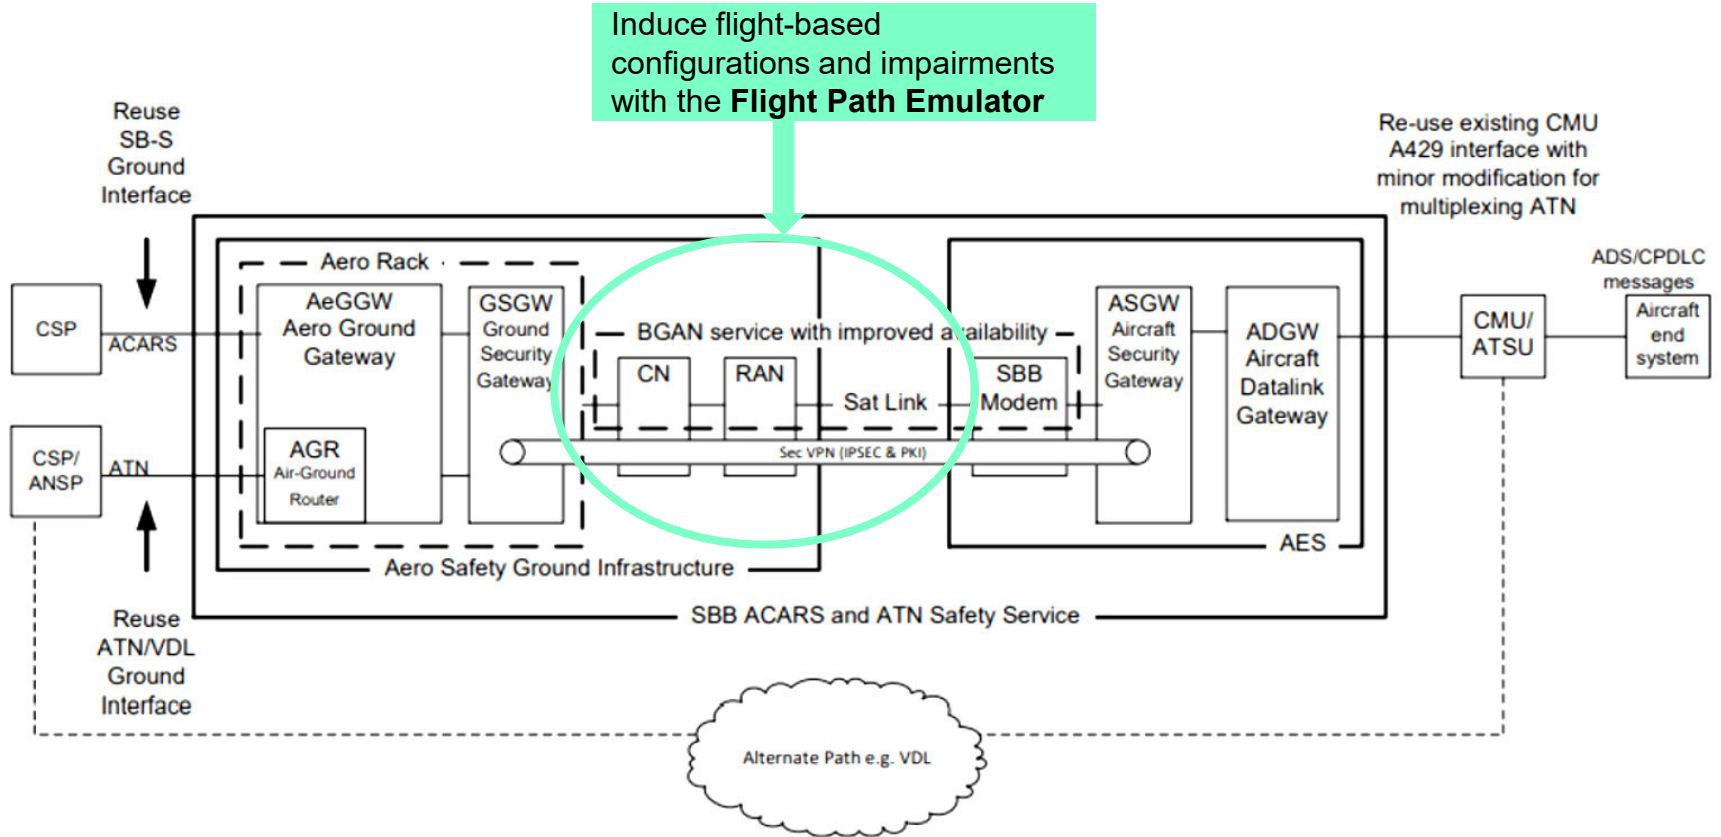 Induce flight-based
configurations and impairments
with the Flight Path Emulator
Reuse
SB-S
Ground
Interface
Re-use existing CMU
A429 interface with
minor modification for
multiplexing ATN
ADS/CPDLC
messages
Aero Rack
CSP
ACARS
AeGGW
Aero Ground
Gateway
GSGW
Ground
Security
Gateway
BGAN service with improved availability
CN
RAN
Sat Link
SBB
Modem
ASGW
Aircraft
Security
Gateway
ADGW
Aircraft
Datalink
Gateway
CMU/
ATSU
Aircraft
end
system
CSP/
ANSP
ATN
AGR
Air-Ground
Router
Sec VPN (IPSEC & PKI)
AES
Aero Safety Ground Infrastructure
SBB ACARS and ATN Safety Service
Reuse
ATN/VDL
Ground
Interface
Alternate Path e.g. VDL